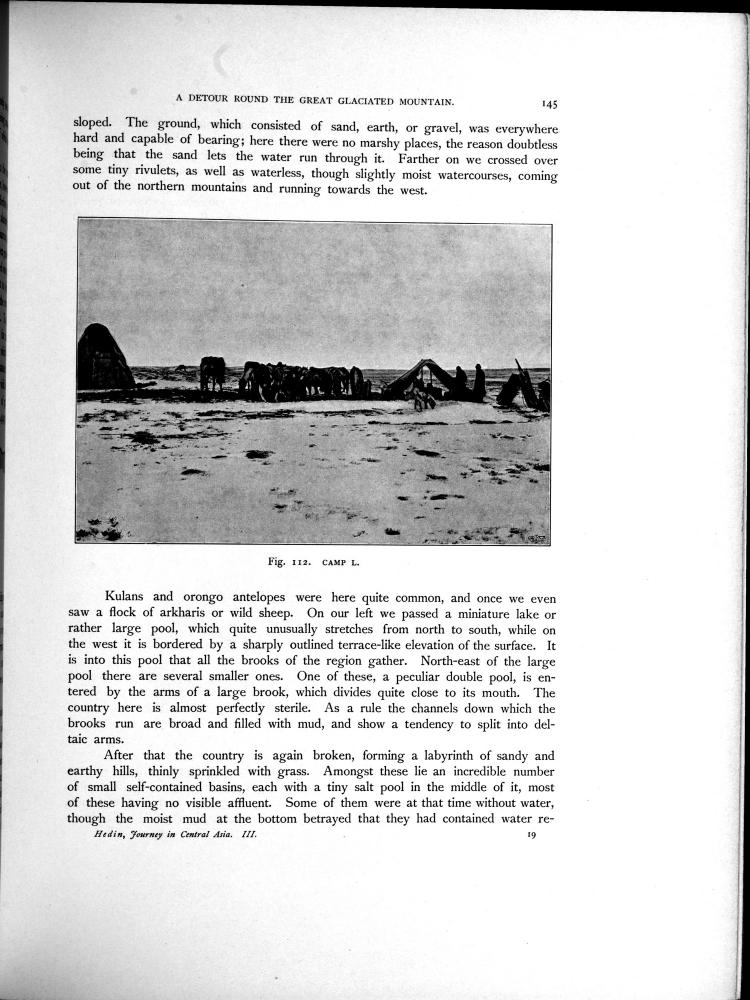 A DETOUR ROUND THE GREAT GLACIATED MOUNTAIN. 145
sloped. The ground, which consisted of sand, earth, or gravel, was everywhere
hard and capable of bearing; here there were no marshy places, the reason doubtless
being that the sand lets the water run through it. Farther on we crossed over
some tiny rivulets, as well as waterless, though slightly moist watercourses, coming
out of the northern mountains and running towards the west.
Fig. 112. CAMP L.
Kulans and orongo antelopes were here quite common, and once we even
saw a flock of arkharis or wild sheep. On our left we passed a miniature lake or
rather large pool, which quite unusually stretches from north to south, while on
the west it is bordered by a sharply outlined terrace-like elevation of the surface. It
is into this pool that all the brooks of the region gather. North-east of the large
pool there are several smaller ones. One of these, a peculiar double pool, is en-
tered by the arms of a large brook, which divides quite close to its mouth. The
country here is almost perfectly sterile. As a rule the channels down which the
brooks run are broad and filled with mud, and show a tendency to split into del-
taic arms.
After that the country is again broken, forming a labyrinth of sandy and
earthy hills, thinly sprinkled with grass. Amongst these lie an incredible number
of small self-contained basins, each with a tiny salt pool in the middle of it, most
of these having no visible affluent. Some of them were at that time without water,
though the moist mud at the bottom betrayed that they had contained water re-
Hedin, Journey in Central Asia. III. 19